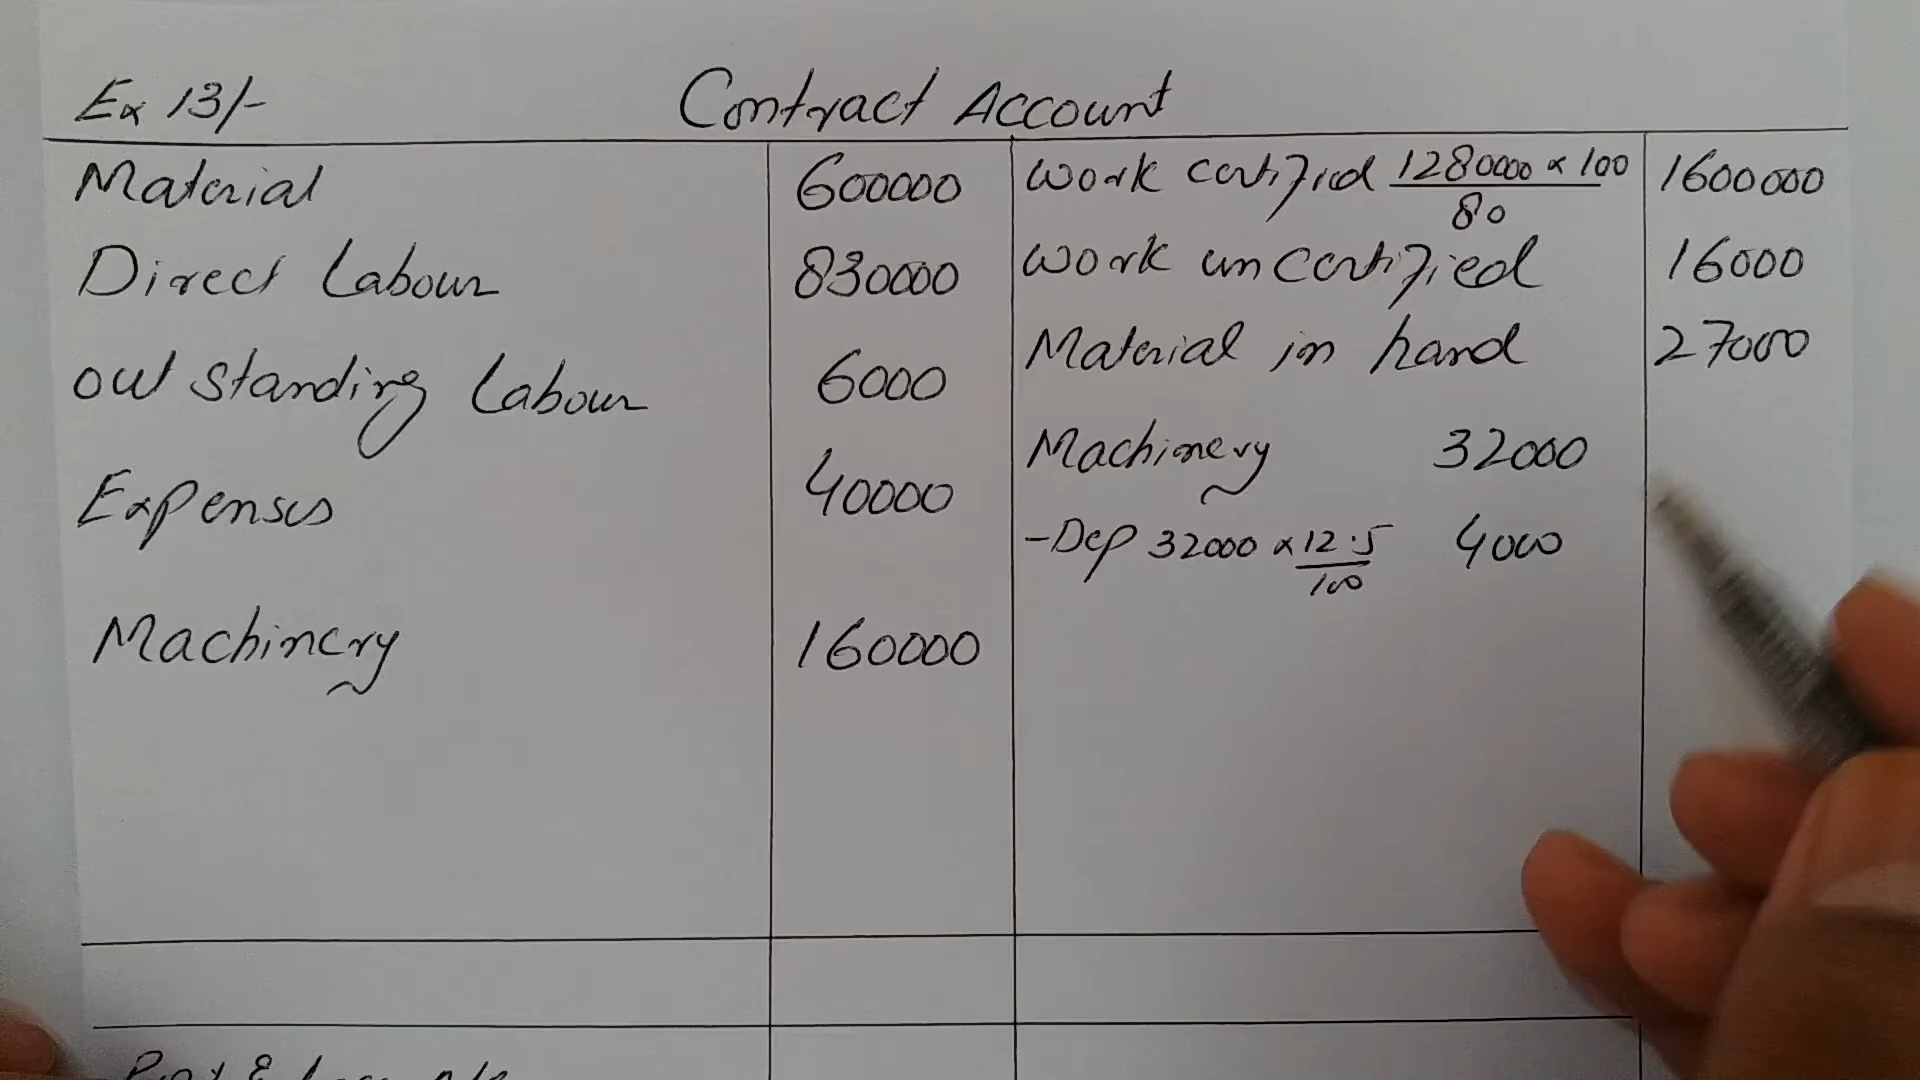 Ex 13/-
Contract Account
Material 600000
Direct Labour 830000
out standing Labour 6000
Expenses 40000
Machinery 160000
Work certified 1280000 x 100 / 80 1600000
Work uncertified 16000
Material in hand 27000
Machinery 32000
-Dep 32000 x 12.5 / 100 4000